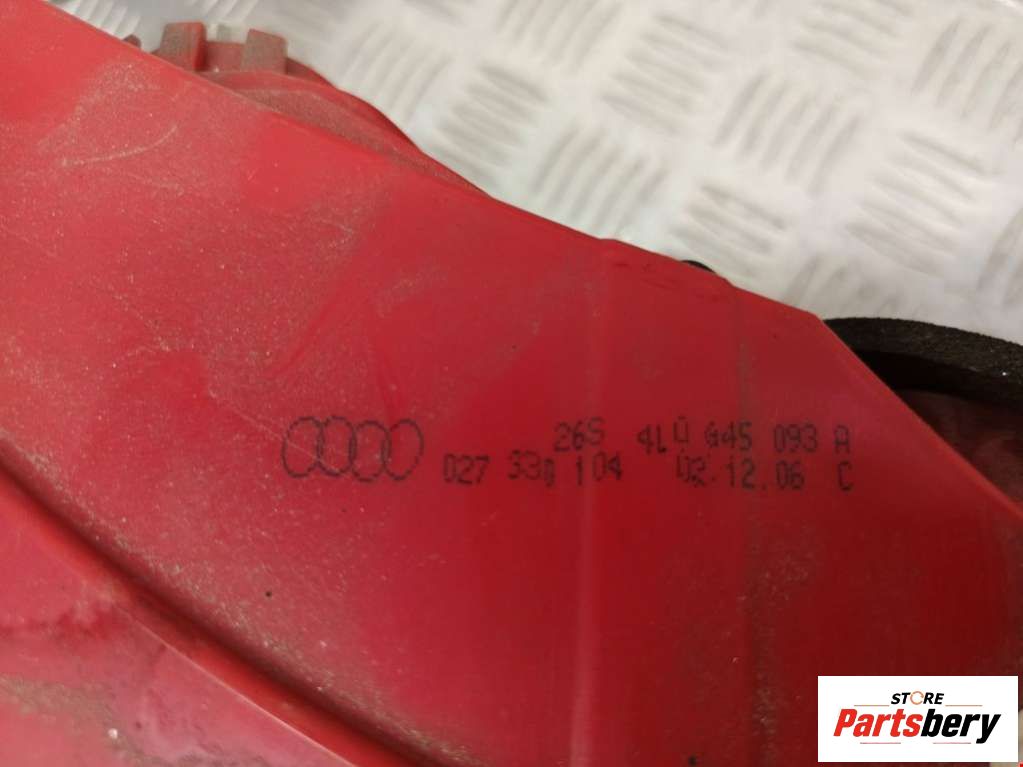 26S 4L0 945 093 A
027 330 104 02.12.06 C
STORE
Partsbery